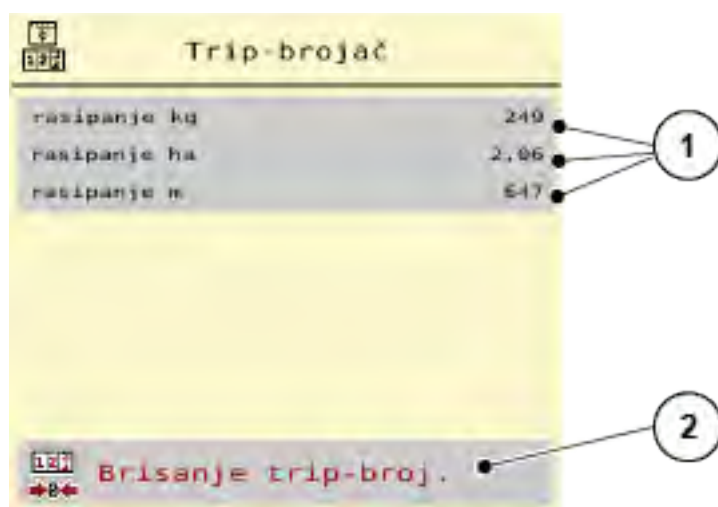 Trip-brojač
rasipanje kg 249
rasipanje ha 2,06
rasipanje m 647
1
Brisanje trip-broj.
2